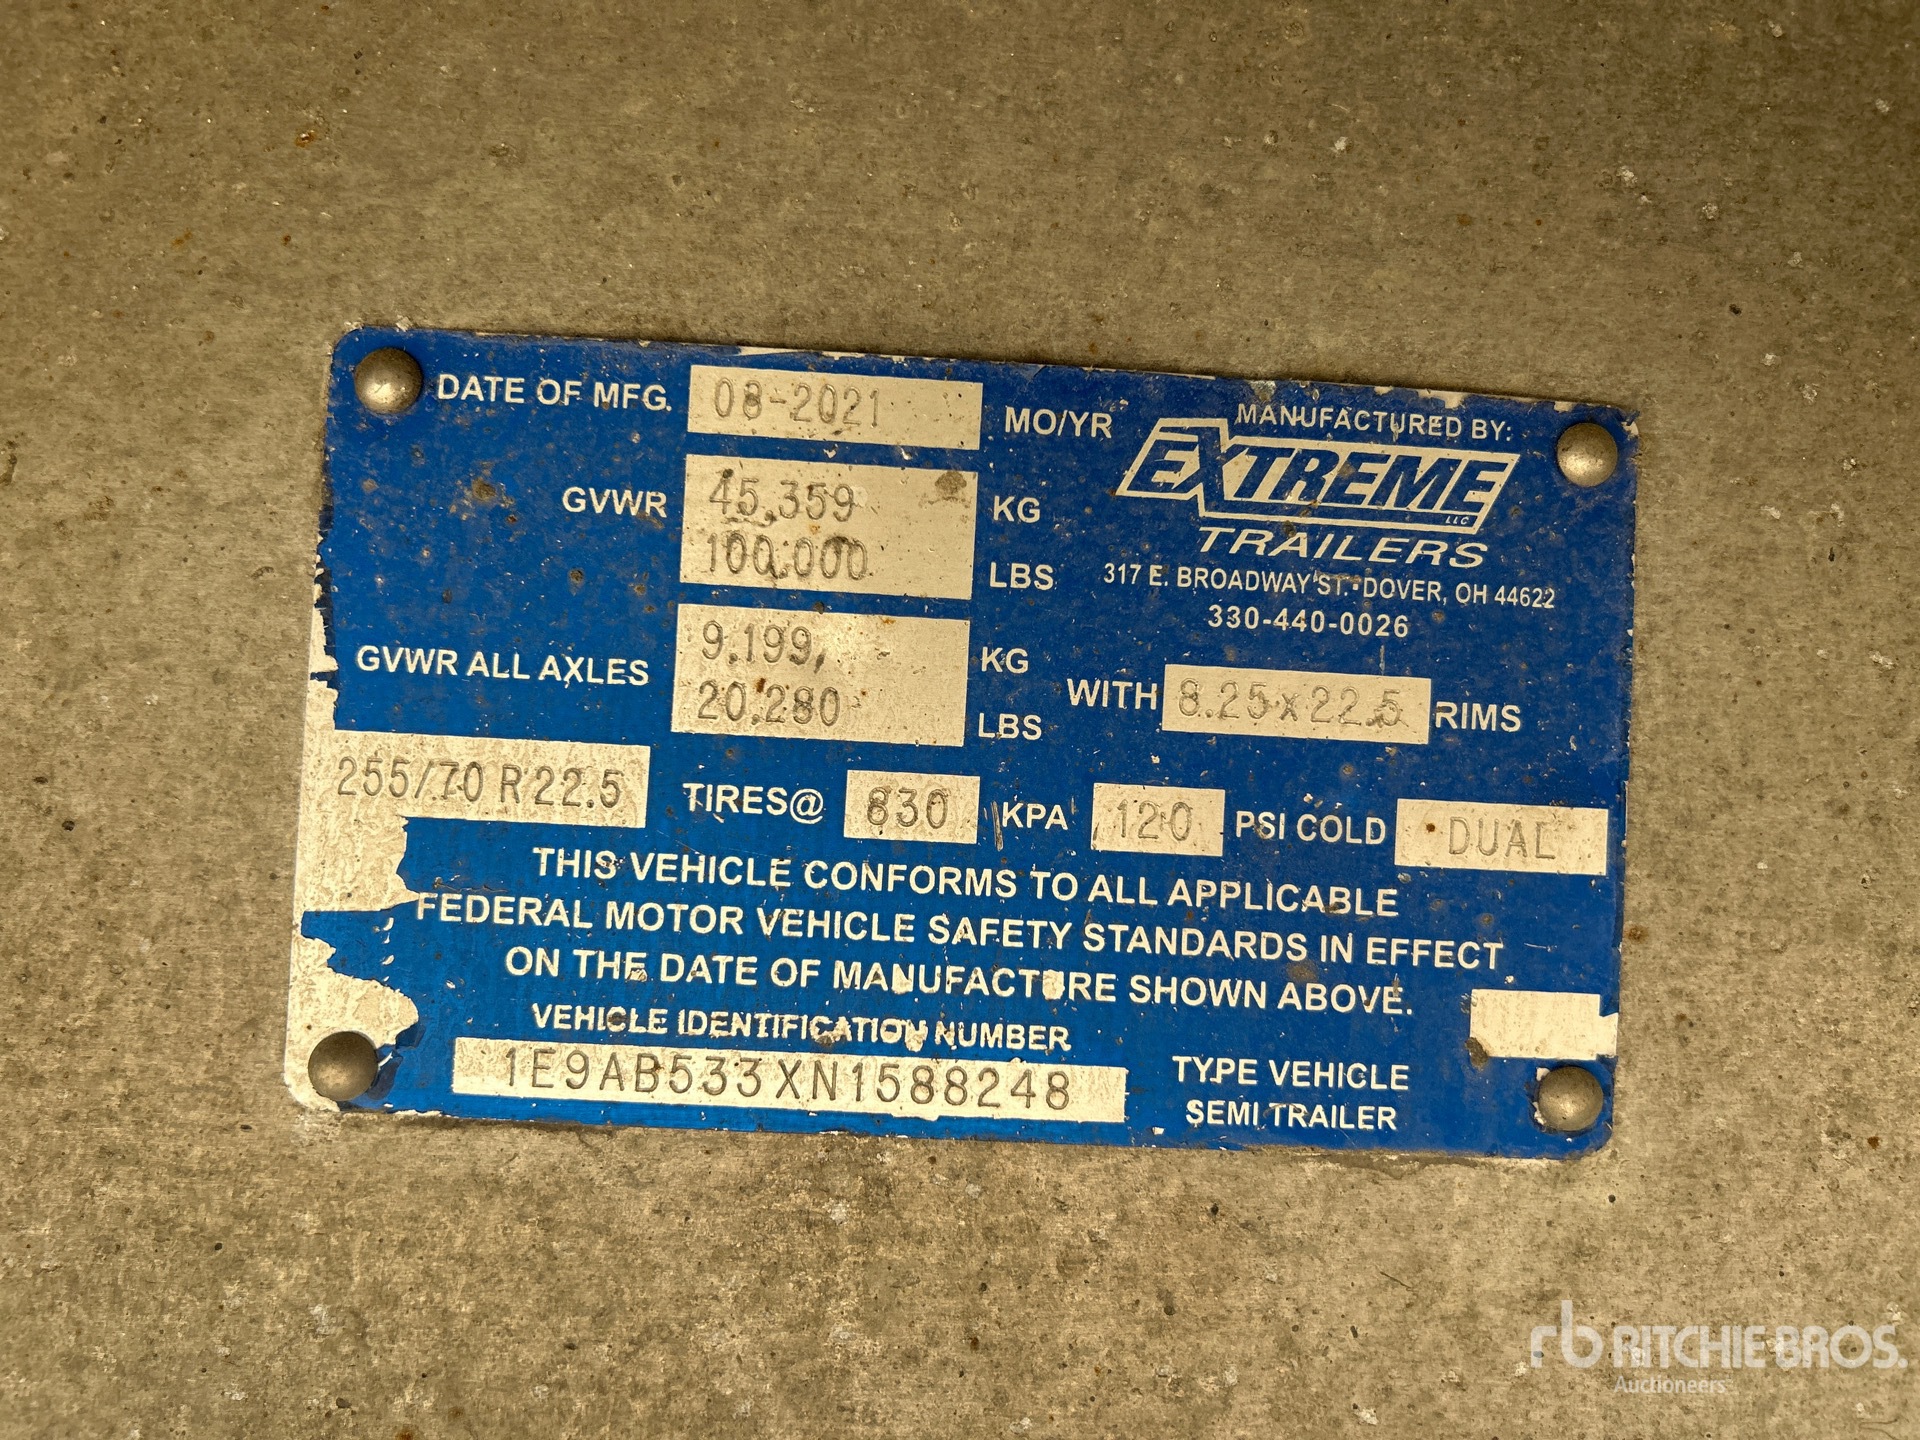 DATE OF MFG. 08-2021 MO/YR
GVWR 45,359 KG
100,000 LBS
GVWR ALL AXLES 9,199, KG
20,280 LBS
MANUFACTURED BY:
EXTREME LLC
TRAILERS
317 E. BROADWAY ST. • DOVER, OH 44622
330-440-0026
WITH 8.25x22.5 RIMS
255/70 R22.5 TIRES@ 830 KPA 120 PSI COLD DUAL
THIS VEHICLE CONFORMS TO ALL APPLICABLE
FEDERAL MOTOR VEHICLE SAFETY STANDARDS IN EFFECT
ON THE DATE OF MANUFACTURE SHOWN ABOVE.
VEHICLE IDENTIFICATION NUMBER
1E9AB533XN1588248
TYPE VEHICLE
SEMI TRAILER
rb RITCHIE BROS.
Auctioneers